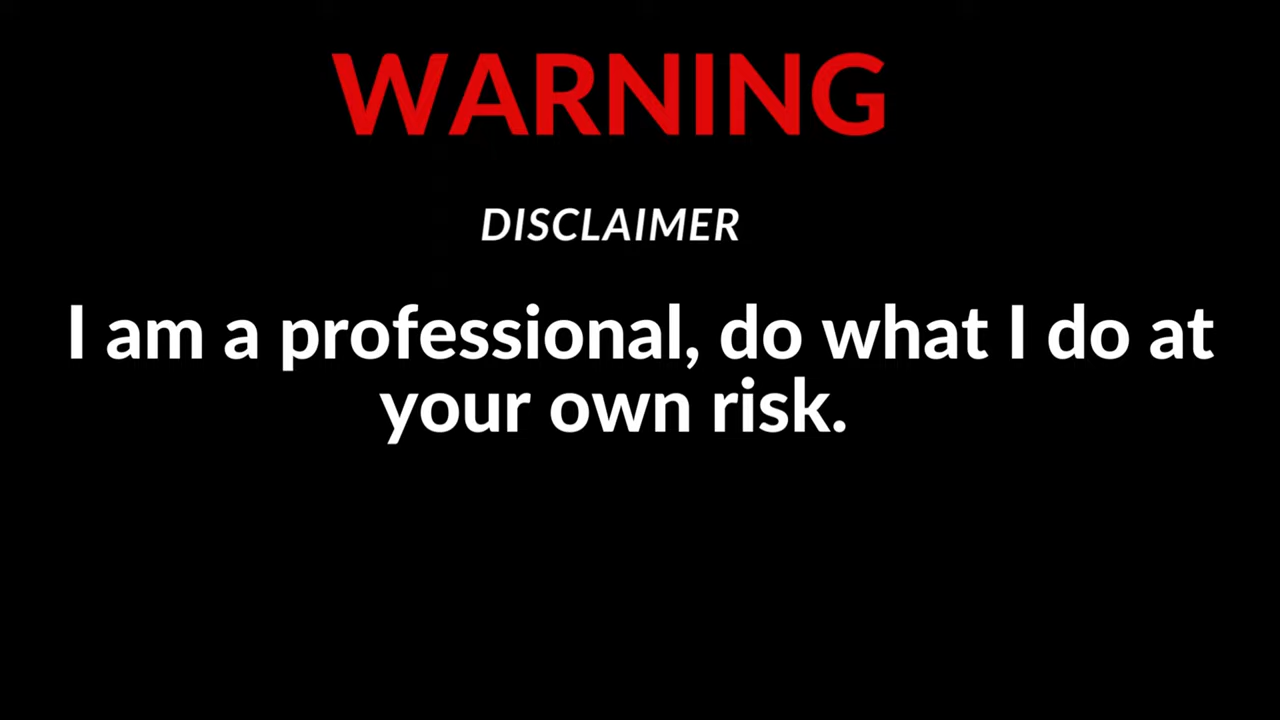 WARNING
DISCLAIMER
I am a professional, do what I do at
your own risk.